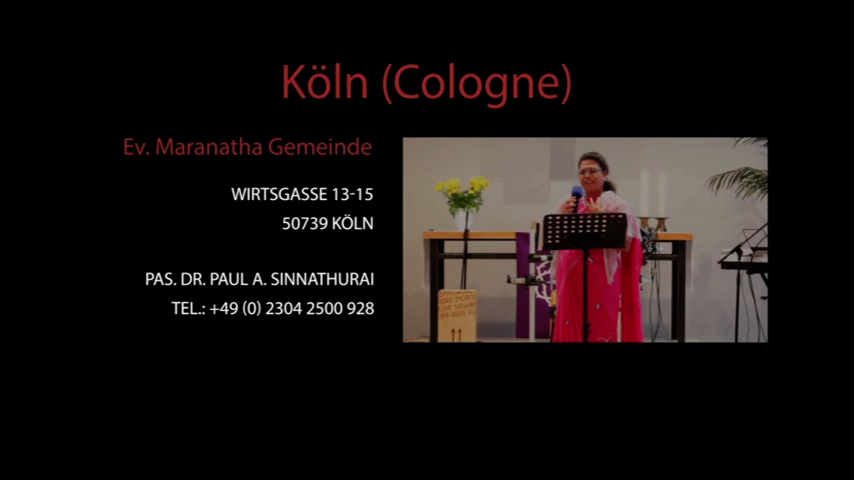 Köln (Cologne)
Ev. Maranatha Gemeinde
WIRTSGASSE 13-15
50739 KÖLN
PAS. DR. PAUL A. SINNATHURAI
TEL.: +49 (0) 2304 2500 928